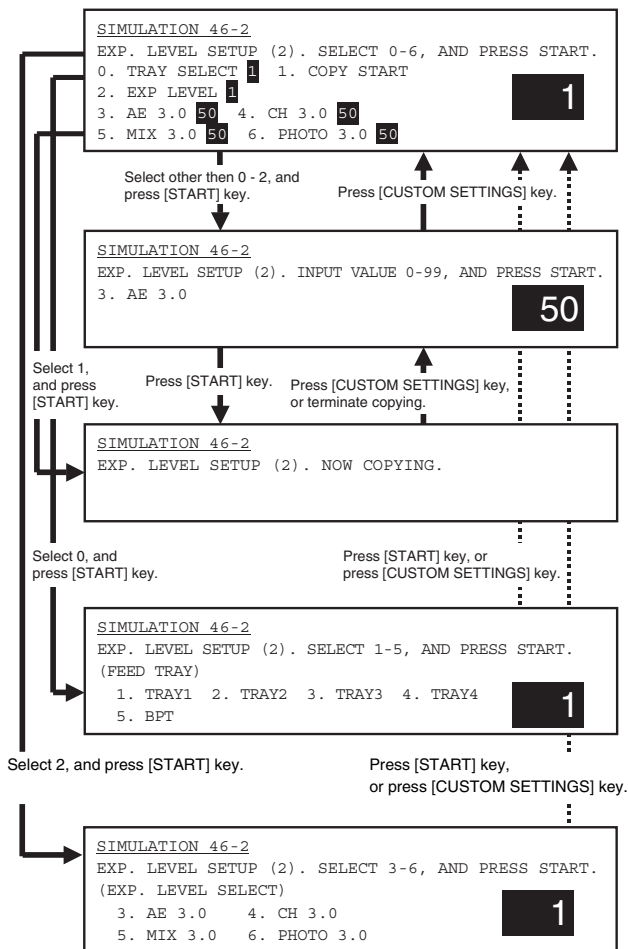 SIMULATION 46-2
EXP. LEVEL SETUP (2). SELECT 0-6, AND PRESS START.
0. TRAY SELECT 1 1. COPY START
2. EXP LEVEL 1
1
3. AE 3.0 50 4. CH 3.0 50
5. MIX 3.0 50 6. PHOTO 3.0 50
Select other then 0 - 2, and
press [START] key.
Press [CUSTOM SETTINGS] key.
SIMULATION 46-2
EXP. LEVEL SETUP (2). INPUT VALUE 0-99, AND PRESS START.
3. AE 3.0
50
Select 1,
and press
[START] key.
Press [START] key.
Press [CUSTOM SETTINGS] key,
or terminate copying.
SIMULATION 46-2
EXP. LEVEL SETUP (2). NOW COPYING.
Select 0, and
press [START] key.
Press [START] key, or
press [CUSTOM SETTINGS] key.
SIMULATION 46-2
EXP. LEVEL SETUP (2). SELECT 1-5, AND PRESS START.
(FEED TRAY)
1. TRAY1 2. TRAY2 3. TRAY3 4. TRAY4
5. BPT
1
Select 2, and press [START] key.
Press [START] key,
or press [CUSTOM SETTINGS] key.
SIMULATION 46-2
EXP. LEVEL SETUP (2). SELECT 3-6, AND PRESS START.
(EXP. LEVEL SELECT)
3. AE 3.0 4. CH 3.0
5. MIX 3.0 6. PHOTO 3.0
1